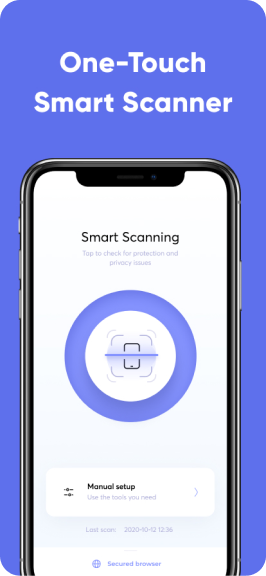 One-Touch
Smart Scanner
Smart Scanning
Tap to check for protection and
privacy issues
Manual setup
Use the tools you need
Last scan: 2020-10-12 12:36
Secured browser